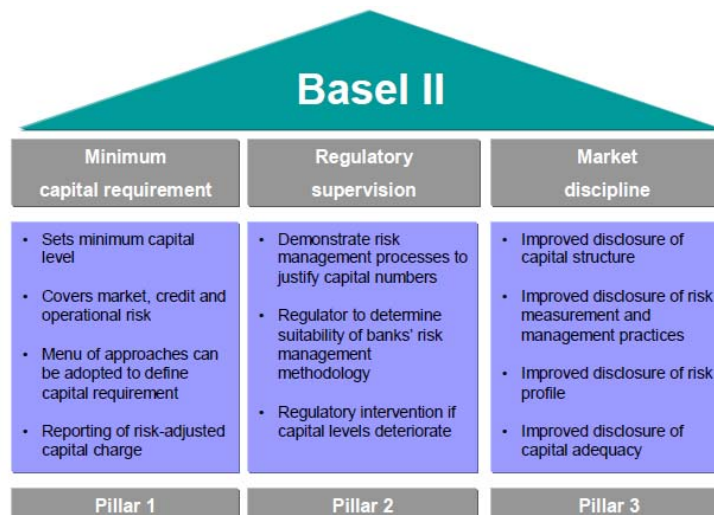 Basel II
Minimum
capital requirement
Regulatory
supervision
Market
discipline
• Sets minimum capital
level
• Covers market, credit and
operational risk
• Menu of approaches can
be adopted to define
capital requirement
• Reporting of risk-adjusted
capital charge
• Demonstrate risk
management processes to
justify capital numbers
• Regulator to determine
suitability of banks' risk
management
methodology
• Regulatory intervention if
capital levels deteriorate
• Improved disclosure of
capital structure
• Improved disclosure of risk
measurement and
management practices
• Improved disclosure of risk
profile
• Improved disclosure of
capital adequacy
Pillar 1
Pillar 2
Pillar 3